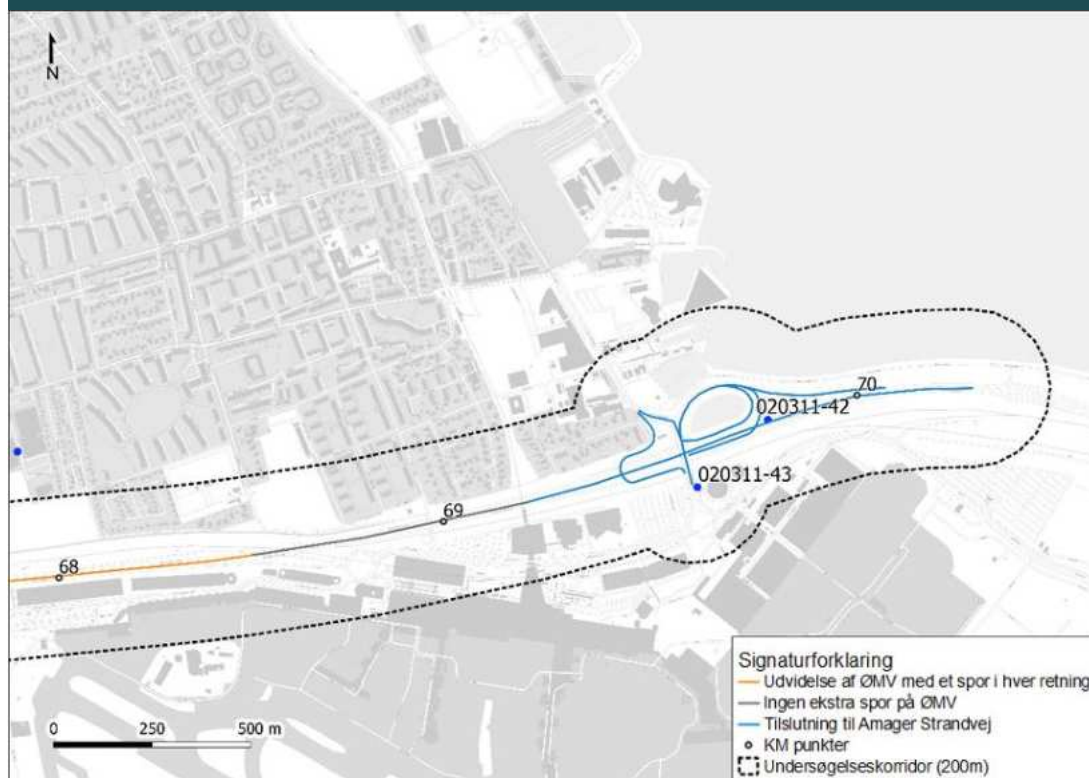 N
70
020311-42
020311-43
69
68
Signaturforklaring
Udvidelse af ØMV med et spor i hver retning
Ingen ekstra spor på ØMV
Tilslutning til Amager Strandvej
KM punkter
Undersøgelseskorridor (200m)
0 250 500 m